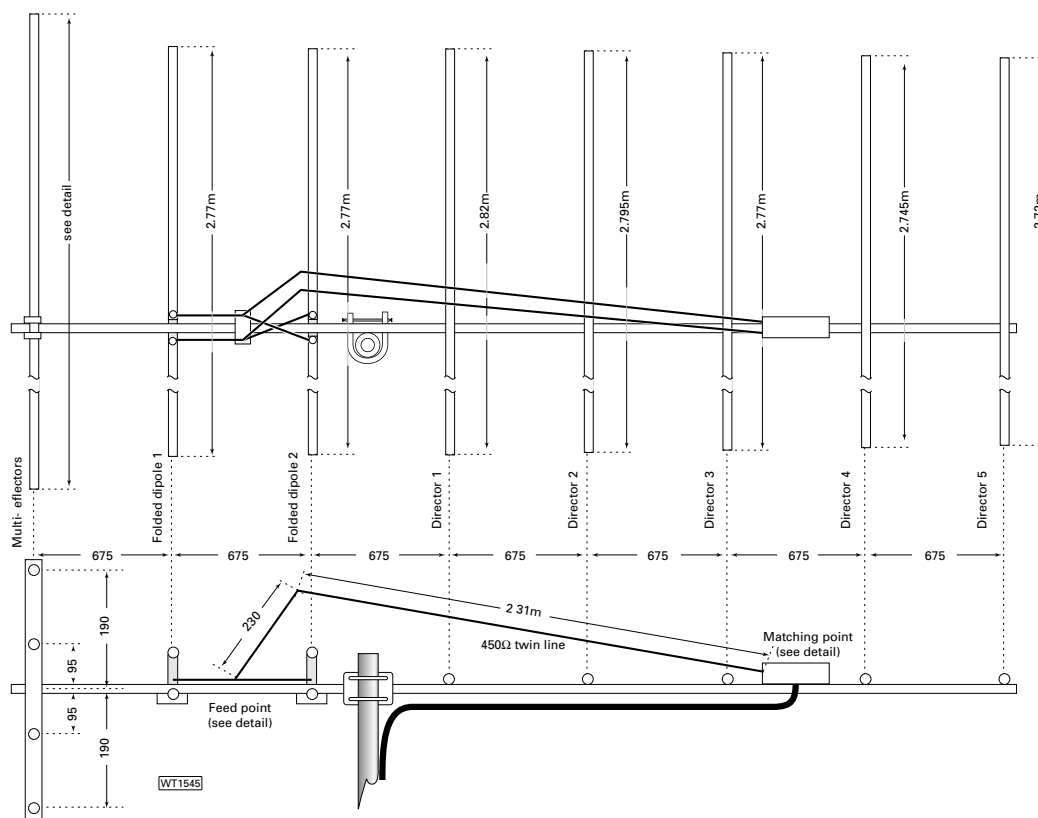 see detail
2.77m
2.77m
2.82m
2.795m
2.77m
2.745m
Multi- eflectors
Folded dipole 1
Folded dipole 2
Director 1
Director 2
Director 3
Director 4
Director 5
675
675
675
675
675
675
675
190
95
95
190
230
2 31m
450Ω twin line
Matching point
(see detail)
Feed point
(see detail)
WT1545